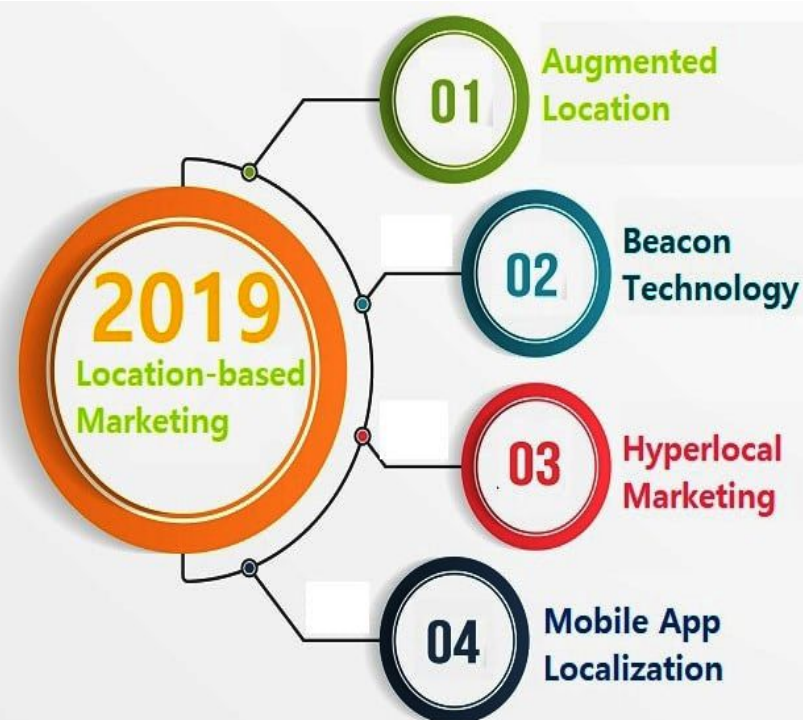 2019
Location-based
Marketing
01
Augmented
Location
02
Beacon
Technology
03
Hyperlocal
Marketing
04
Mobile App
Localization